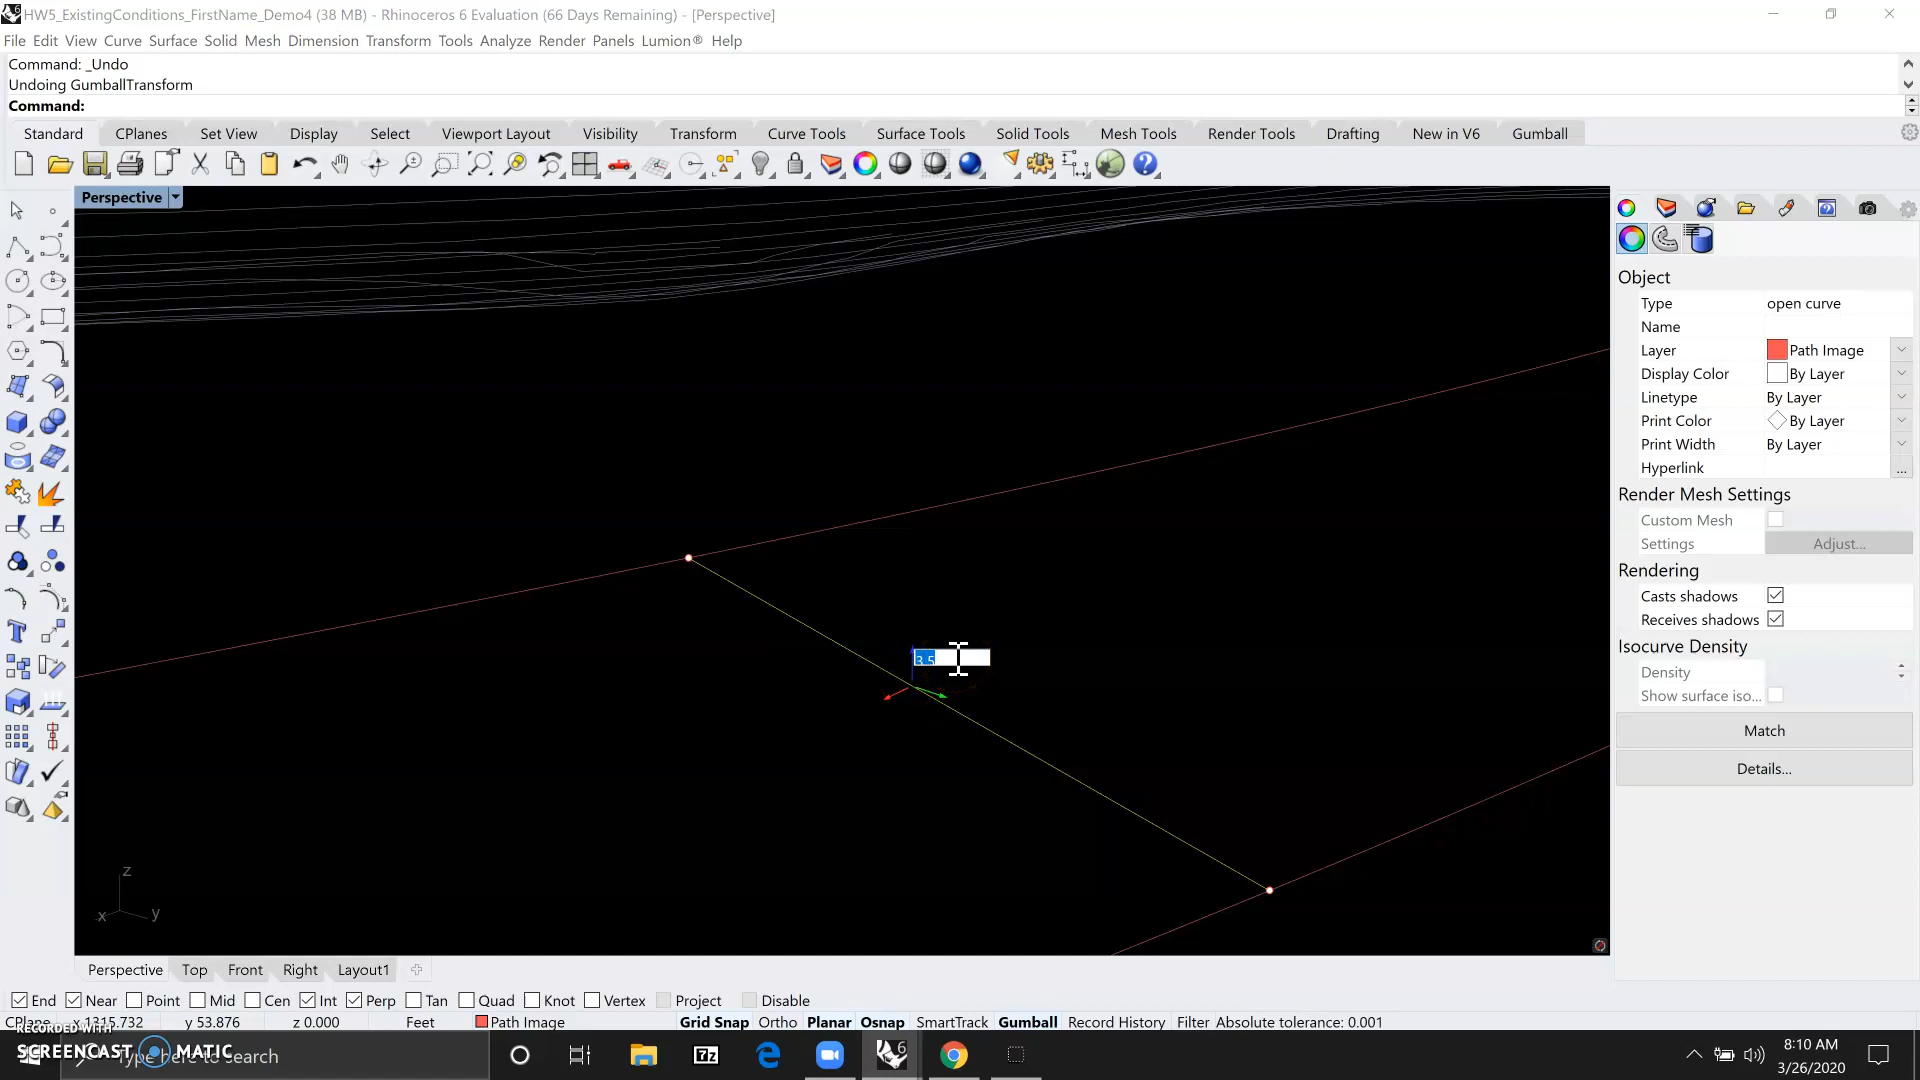 HW5_ExistingConditions_FirstName_Demo4 (38 MB) - Rhinoceros 6 Evaluation (66 Days Remaining) - [Perspective]
File Edit View Curve Surface Solid Mesh Dimension Transform Tools Analyze Render Panels Lumion® Help
Command: _Undo
Undoing GumballTransform
Command:
Standard CPlanes Set View Display Select Viewport Layout Visibility Transform Curve Tools Surface Tools Solid Tools Mesh Tools Render Tools Drafting New in V6 Gumball
Perspective
Object
Type open curve
Name
Layer Path Image
Display Color By Layer
Linetype By Layer
Print Color By Layer
Print Width By Layer
Hyperlink ...
Render Mesh Settings
Custom Mesh
Settings Adjust...
Rendering
Casts shadows
Receives shadows
Isocurve Density
Density
Show surface iso...
Match
Details...
3.5
z
x y
Perspective Top Front Right Layout1
End Near Point Mid Cen Int Perp Tan Quad Knot Vertex Project Disable
CPlane x 1315.732 y 53.876 z 0.000 Feet Path Image Grid Snap Ortho Planar Osnap SmartTrack Gumball Record History Filter Absolute tolerance: 0.001
RECORDED WITH
SCREENCAST MATIC
Type here to search
7z
6
8:10 AM
3/26/2020